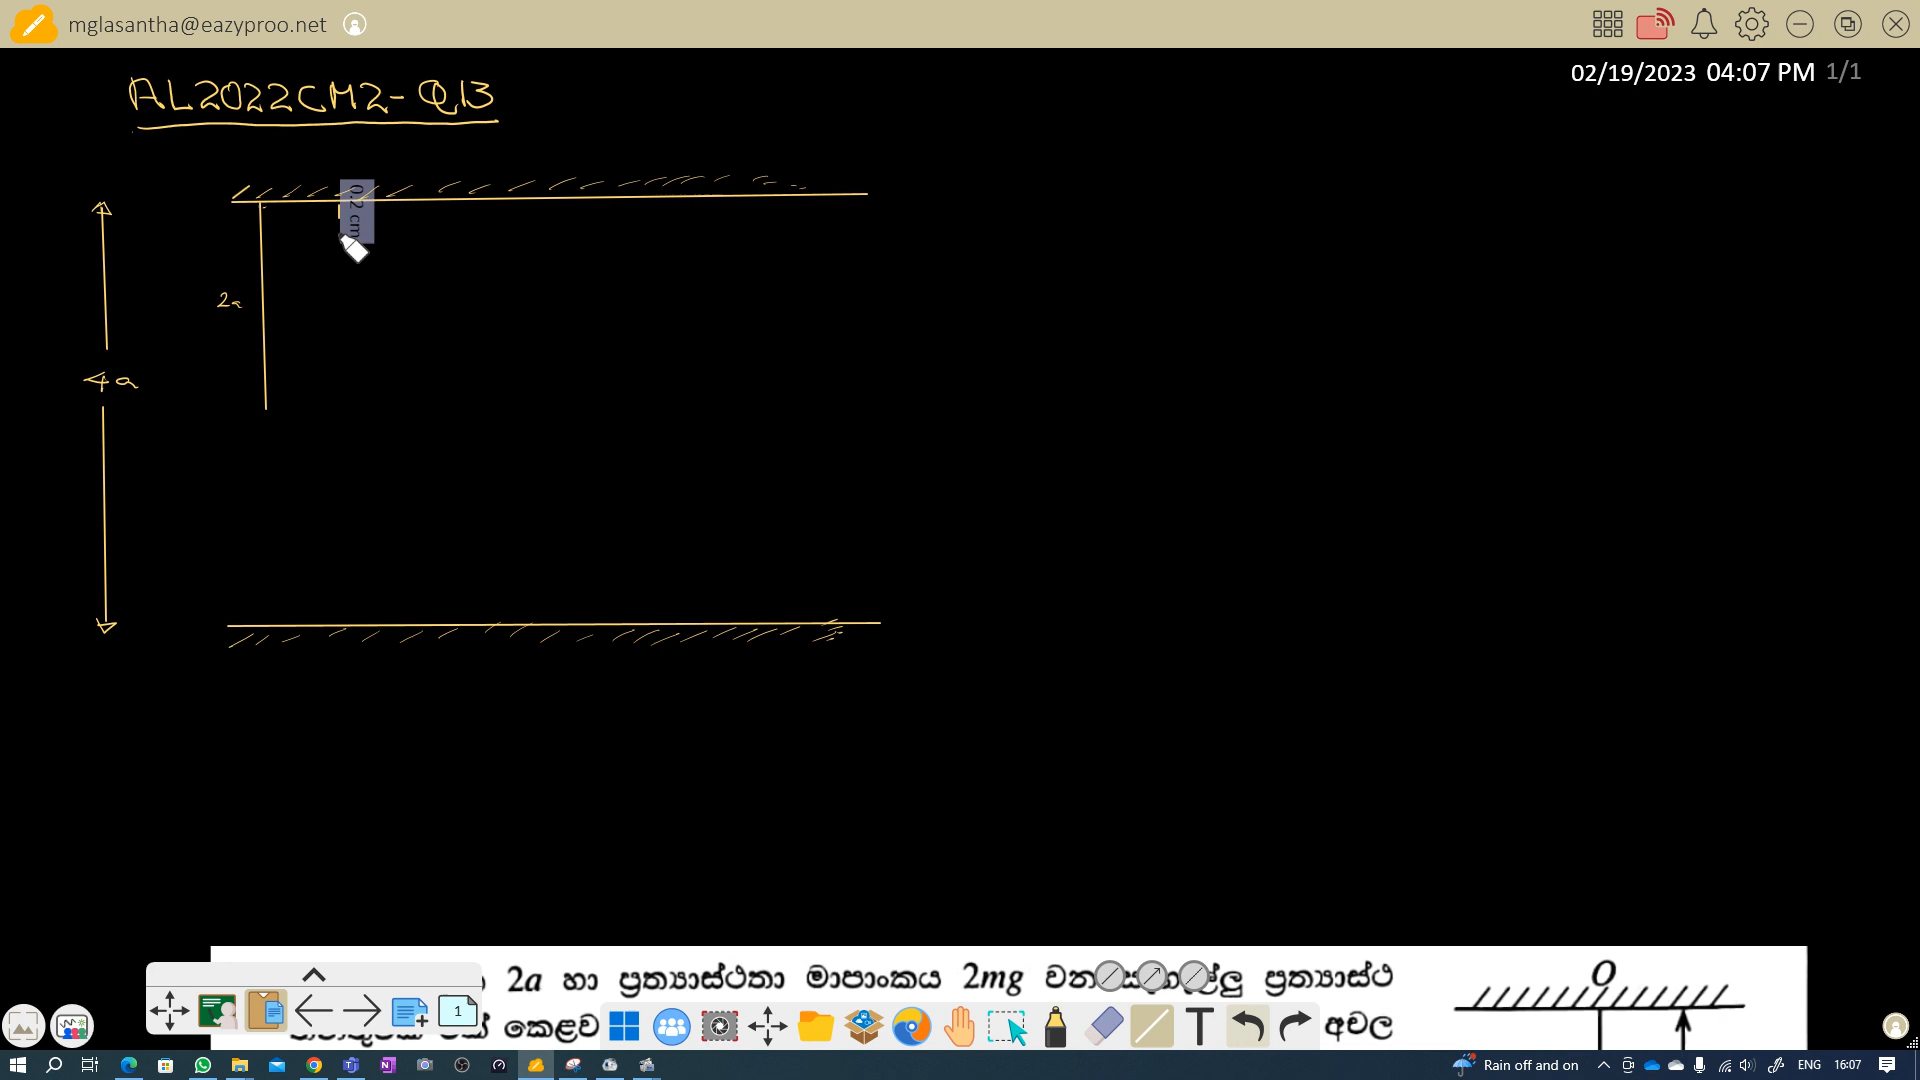 mglasantha@eazyproo.net
02/19/2023 04:07 PM 1/1
AL2022CM2-Q13
0.2 cm
2a
4a
2a හා ප්‍රත්‍යාස්ථතා මාපාංකය 2mg වන සැහැල්ලු ප්‍රත්‍යාස්ථ
කෙළව
අචල
O
1
T
Rain off and on
ENG
16:07